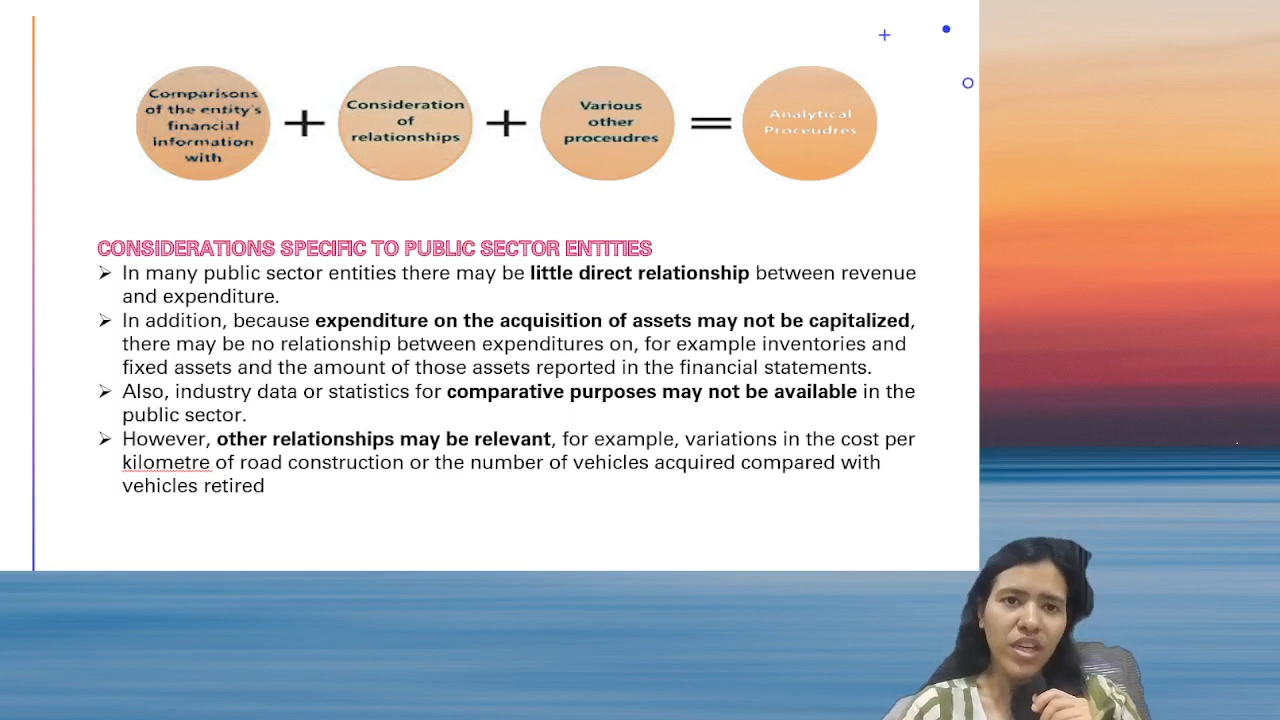 Comparisons
of the entity's
financial
information
with
+
Consideration
of
relationships
+
Various
other
proceudres
=
Analytical
Proceudres
CONSIDERATIONS SPECIFIC TO PUBLIC SECTOR ENTITIES
➢ In many public sector entities there may be little direct relationship between revenue
and expenditure.
➢ In addition, because expenditure on the acquisition of assets may not be capitalized,
there may be no relationship between expenditures on, for example inventories and
fixed assets and the amount of those assets reported in the financial statements.
➢ Also, industry data or statistics for comparative purposes may not be available in the
public sector.
➢ However, other relationships may be relevant, for example, variations in the cost per
kilometre of road construction or the number of vehicles acquired compared with
vehicles retired